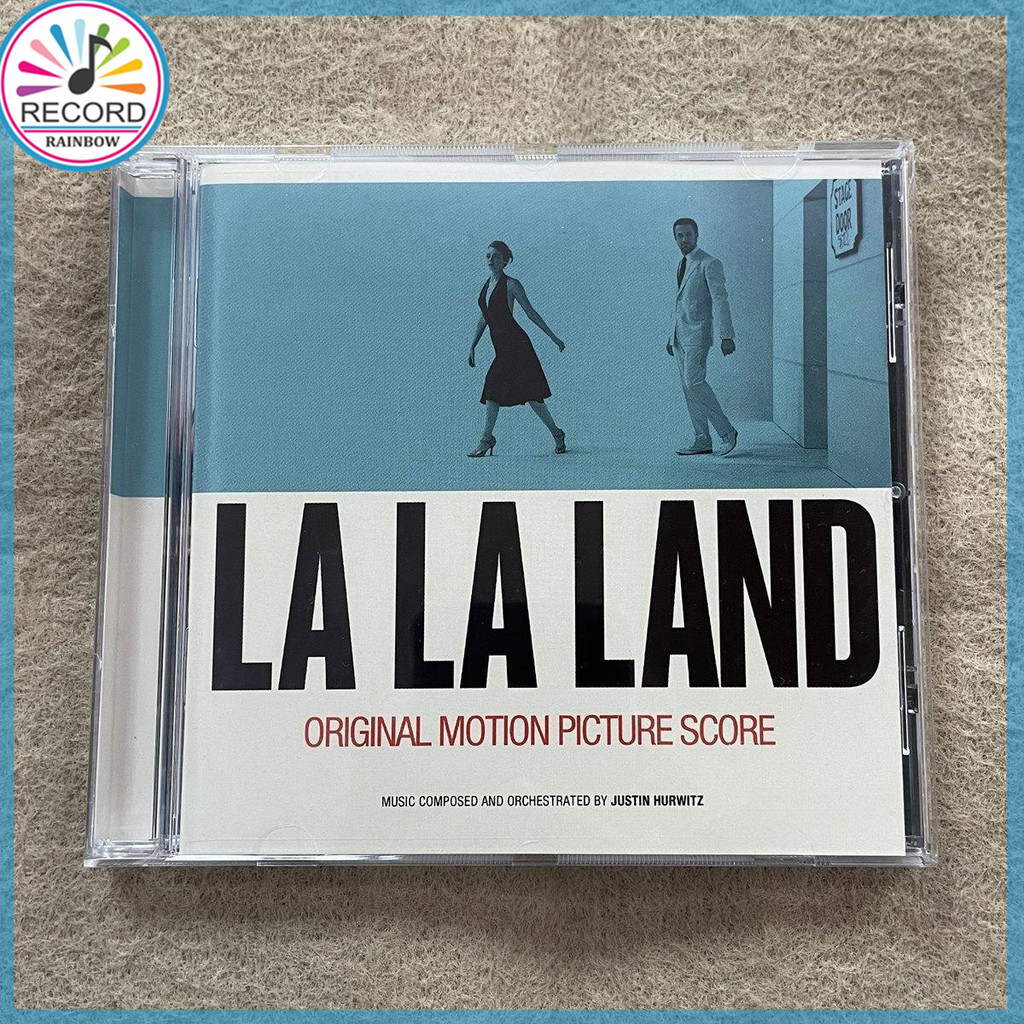 RECORD
RAINBOW
STAGE
DOOR
LA LA LAND
ORIGINAL MOTION PICTURE SCORE
MUSIC COMPOSED AND ORCHESTRATED BY JUSTIN HURWITZ